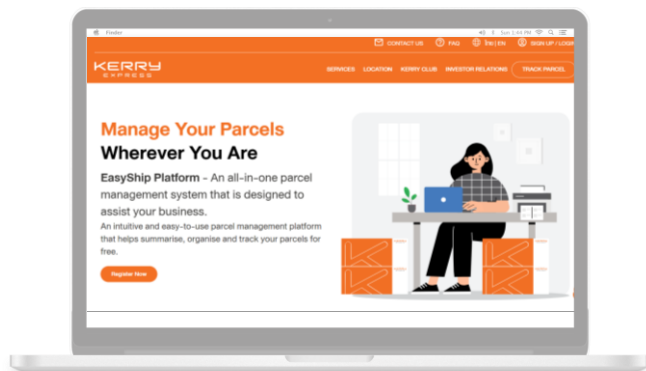 Finder
Sun 1:44 PM
CONTACT US
FAQ
ไทย | EN
SIGN UP / LOGIN
KERRY
EXPRESS
SERVICES
LOCATION
KERRY CLUB
INVESTOR RELATIONS
TRACK PARCEL
Manage Your Parcels
Wherever You Are
EasyShip Platform - An all-in-one parcel
management system that is designed to
assist your business.
An intuitive and easy-to-use parcel management platform
that helps summarise, organise and track your parcels for
free.
Register Now